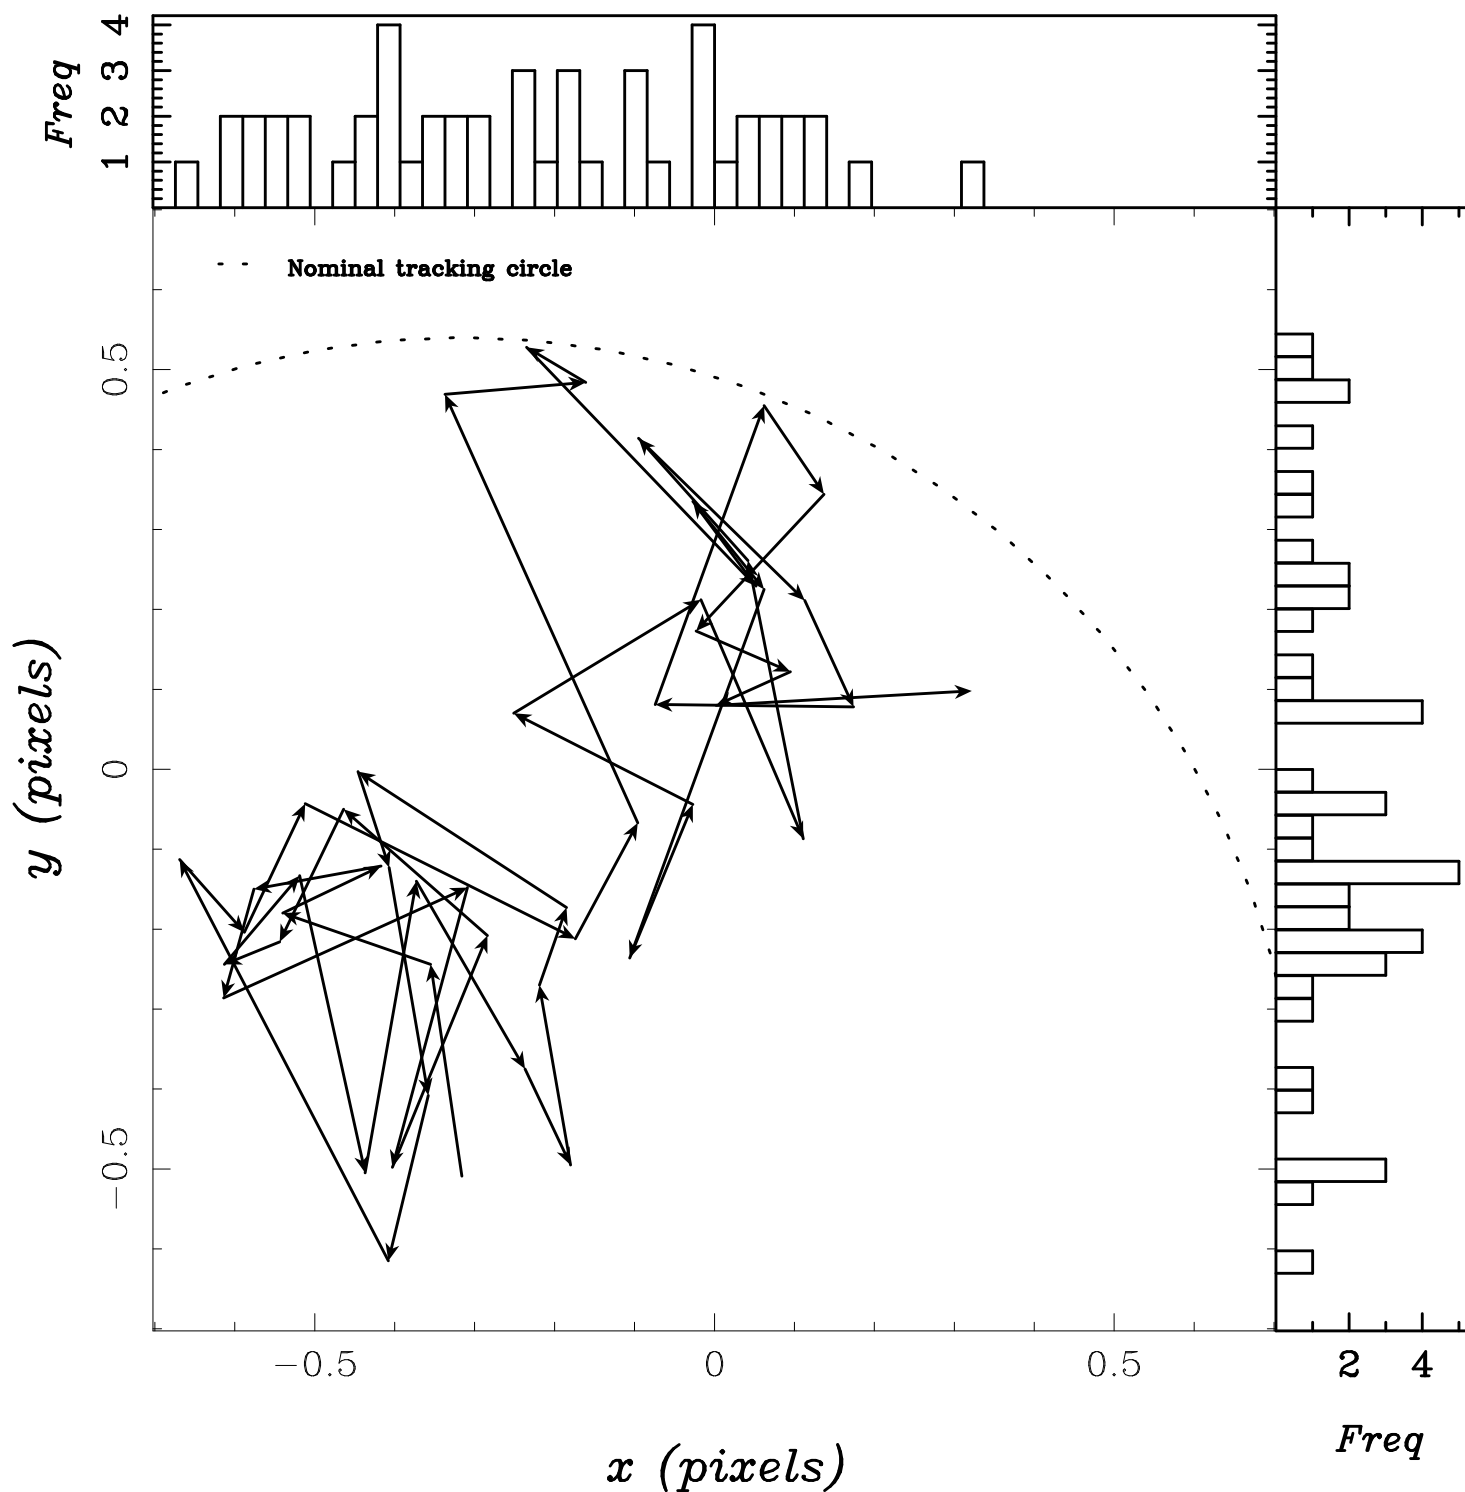 Freq
1 2 3 4
Nominal tracking circle
0.5
0
−0.5
y (pixels)
−0.5 0 0.5
2 4
Freq
x (pixels)